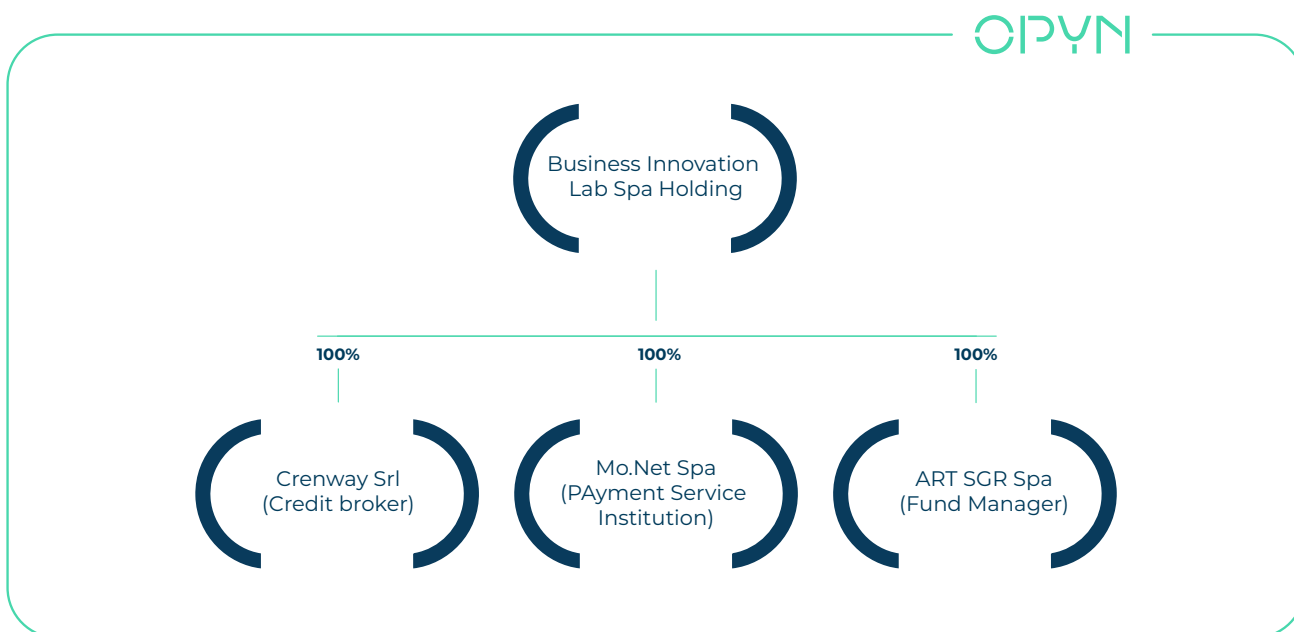 OPYN
Business Innovation
Lab Spa Holding
100%
100%
100%
Crenway Srl
(Credit broker)
Mo.Net Spa
(PAyment Service
Institution)
ART SGR Spa
(Fund Manager)